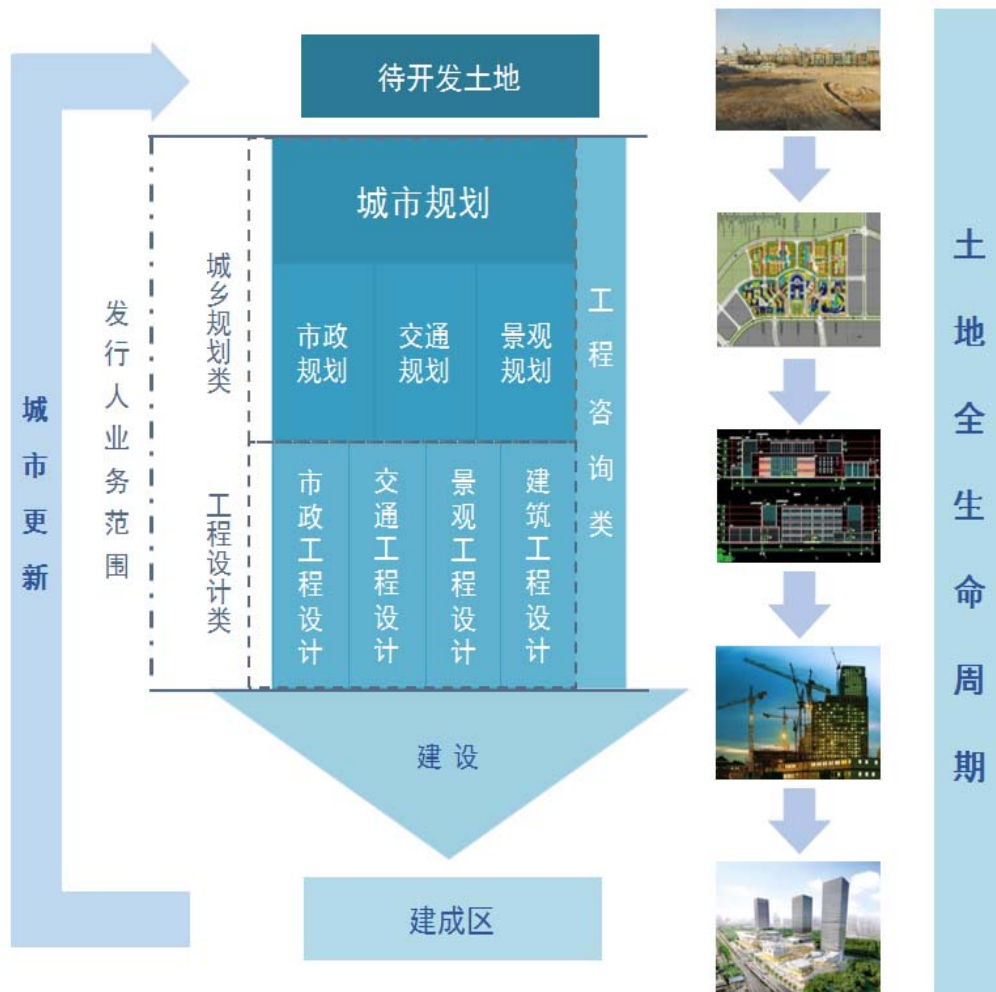 待开发土地
城市规划
市政
规划
交通
规划
景观
规划
工程咨询类
城乡规划类
工程设计类
发行人业务范围
市政工程设计
交通工程设计
景观工程设计
建筑工程设计
建设
建成区
城市更新
土地全生命周期